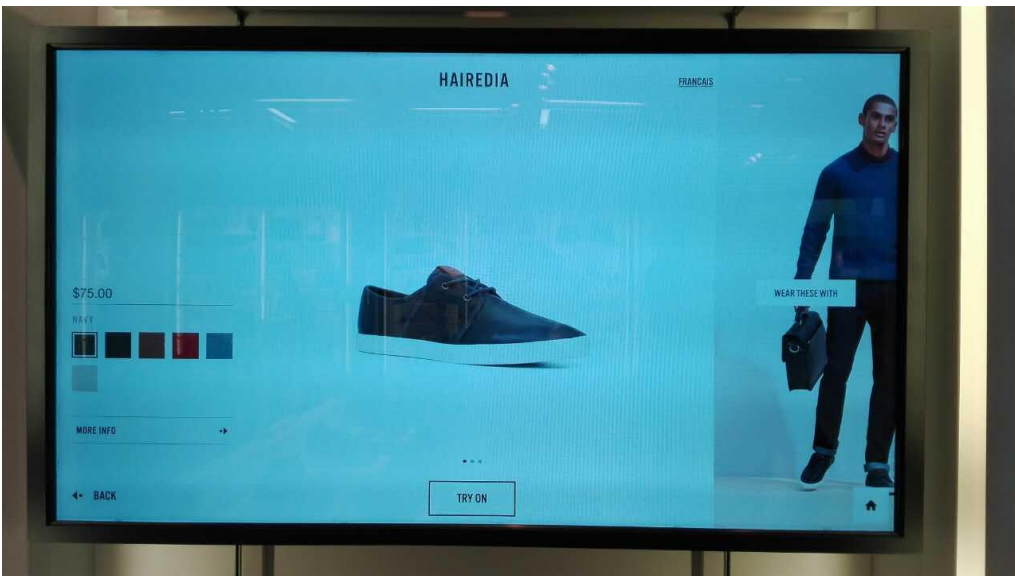 HAIREDIA
FRANCAIS
$75.00
NAVY
WEAR THESE WITH
MORE INFO
BACK
TRY ON